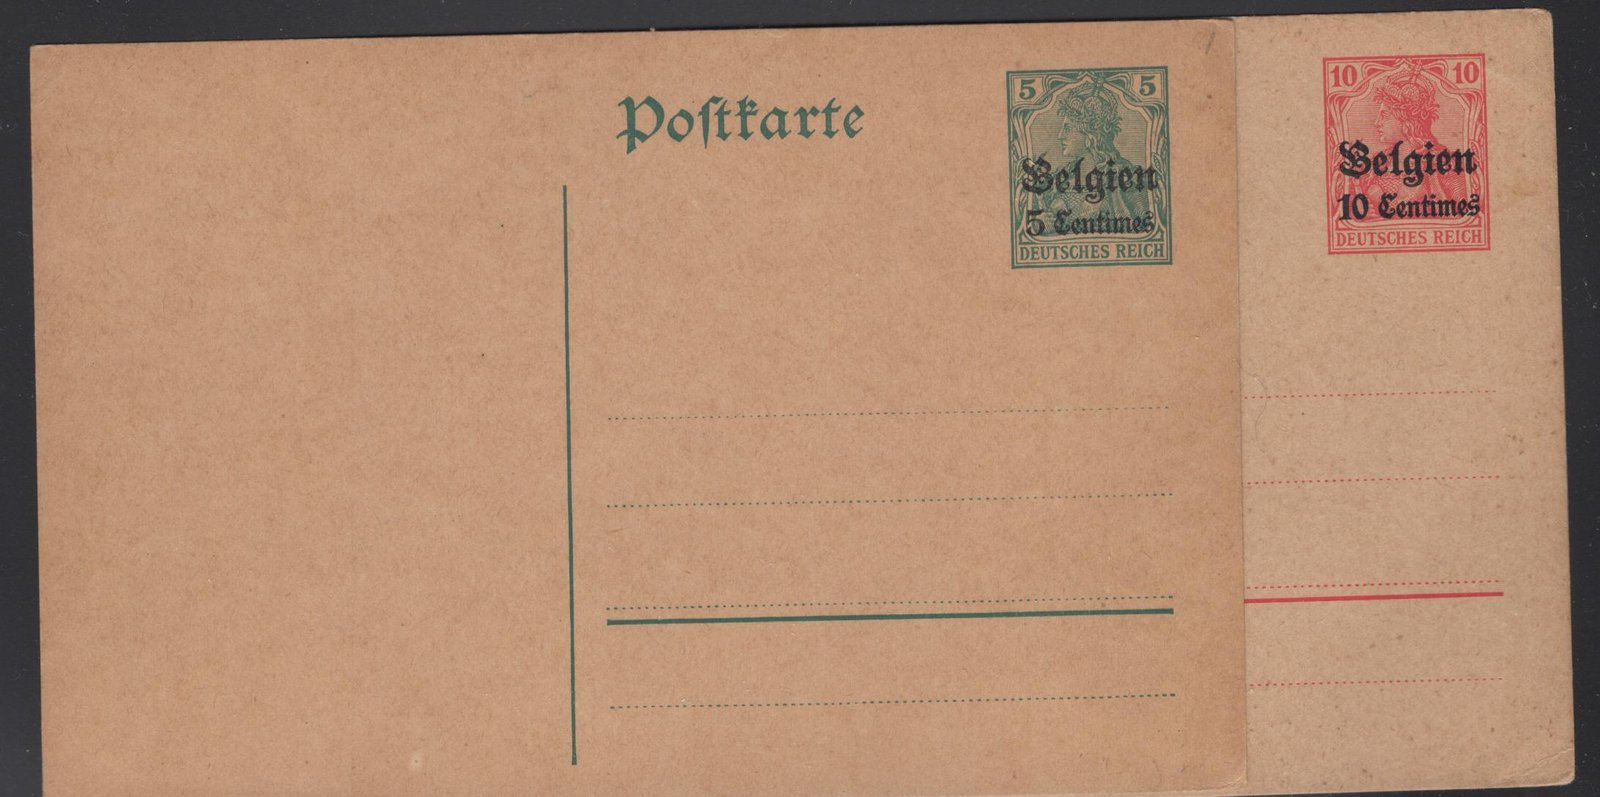 Poſtkarte
5 5
Belgien
5 Centimes
DEUTSCHES REICH
10 10
Belgien
10 Centimes
DEUTSCHES REICH